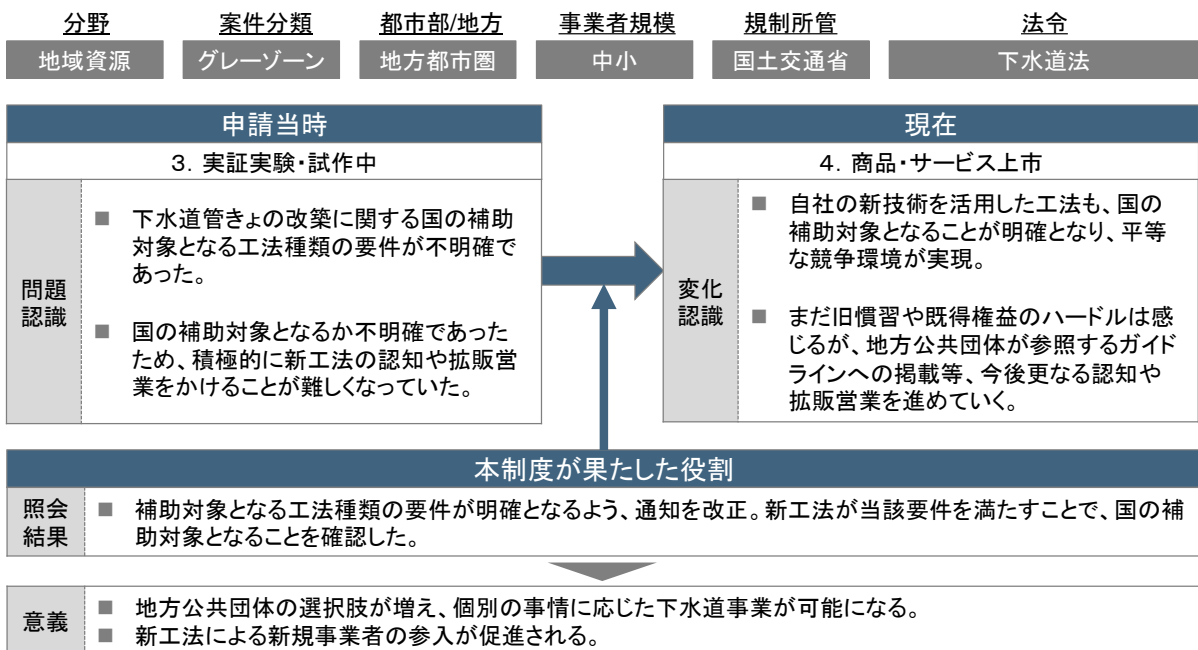 分野 案件分類 都市部/地方 事業者規模 規制所管 法令
地域資源 グレーゾーン 地方都市圏 中小 国土交通省 下水道法
申請当時
3．実証実験・試作中
問題
認識
■ 下水道管きょの改築に関する国の補助
対象となる工法種類の要件が不明確で
あった。
■ 国の補助対象となるか不明確であった
ため、積極的に新工法の認知や拡販営
業をかけることが難しくなっていた。
現在
4．商品・サービス上市
変化
認識
■ 自社の新技術を活用した工法も、国の
補助対象となることが明確となり、平等
な競争環境が実現。
■ まだ旧慣習や既得権益のハードルは感
じるが、地方公共団体が参照するガイド
ラインへの掲載等、今後更なる認知や
拡販営業を進めていく。
本制度が果たした役割
照会
結果
■ 補助対象となる工法種類の要件が明確となるよう、通知を改正。新工法が当該要件を満たすことで、国の補
助対象となることを確認した。
意義
■ 地方公共団体の選択肢が増え、個別の事情に応じた下水道事業が可能になる。
■ 新工法による新規事業者の参入が促進される。